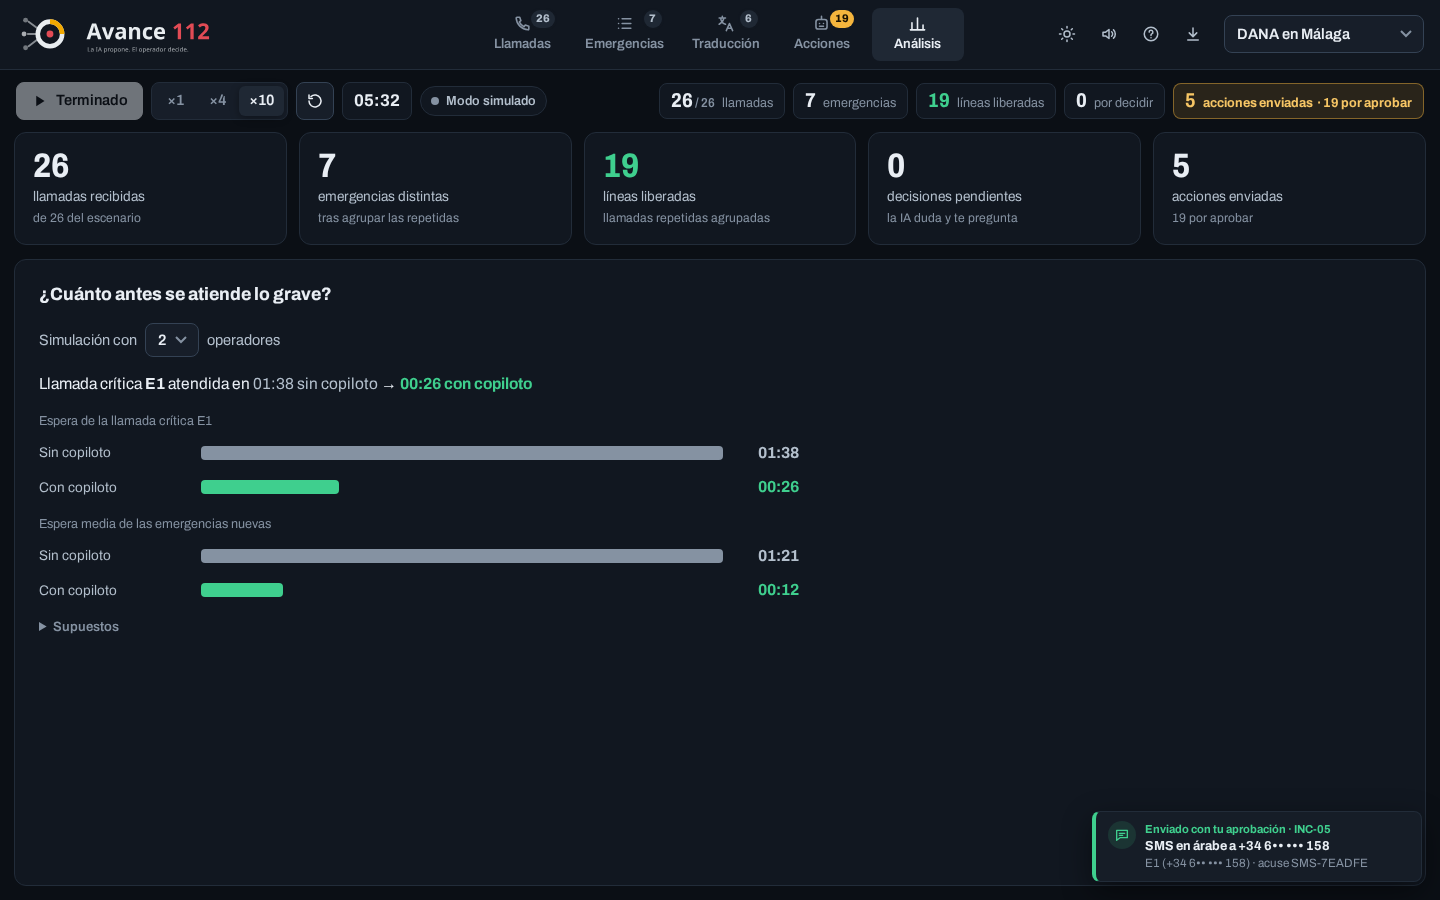 Avance 112
La IA propone. El operador decide.
26
Llamadas
7
Emergencias
6
Traducción
19
Acciones
Análisis
DANA en Málaga
Terminado
×1 ×4 ×10
05:32
Modo simulado
26 / 26 llamadas
7 emergencias
19 líneas liberadas
0 por decidir
5 acciones enviadas · 19 por aprobar
26
llamadas recibidas
de 26 del escenario
7
emergencias distintas
tras agrupar las repetidas
19
líneas liberadas
llamadas repetidas agrupadas
0
decisiones pendientes
la IA duda y te pregunta
5
acciones enviadas
19 por aprobar
¿Cuánto antes se atiende lo grave?
Simulación con 2 operadores
Llamada crítica E1 atendida en 01:38 sin copiloto → 00:26 con copiloto
Espera de la llamada crítica E1
Sin copiloto 01:38
Con copiloto 00:26
Espera media de las emergencias nuevas
Sin copiloto 01:21
Con copiloto 00:12
Supuestos
Enviado con tu aprobación · INC-05
SMS en árabe a +34 6•• ••• 158
E1 (+34 6•• ••• 158) · acuse SMS-7EADFE